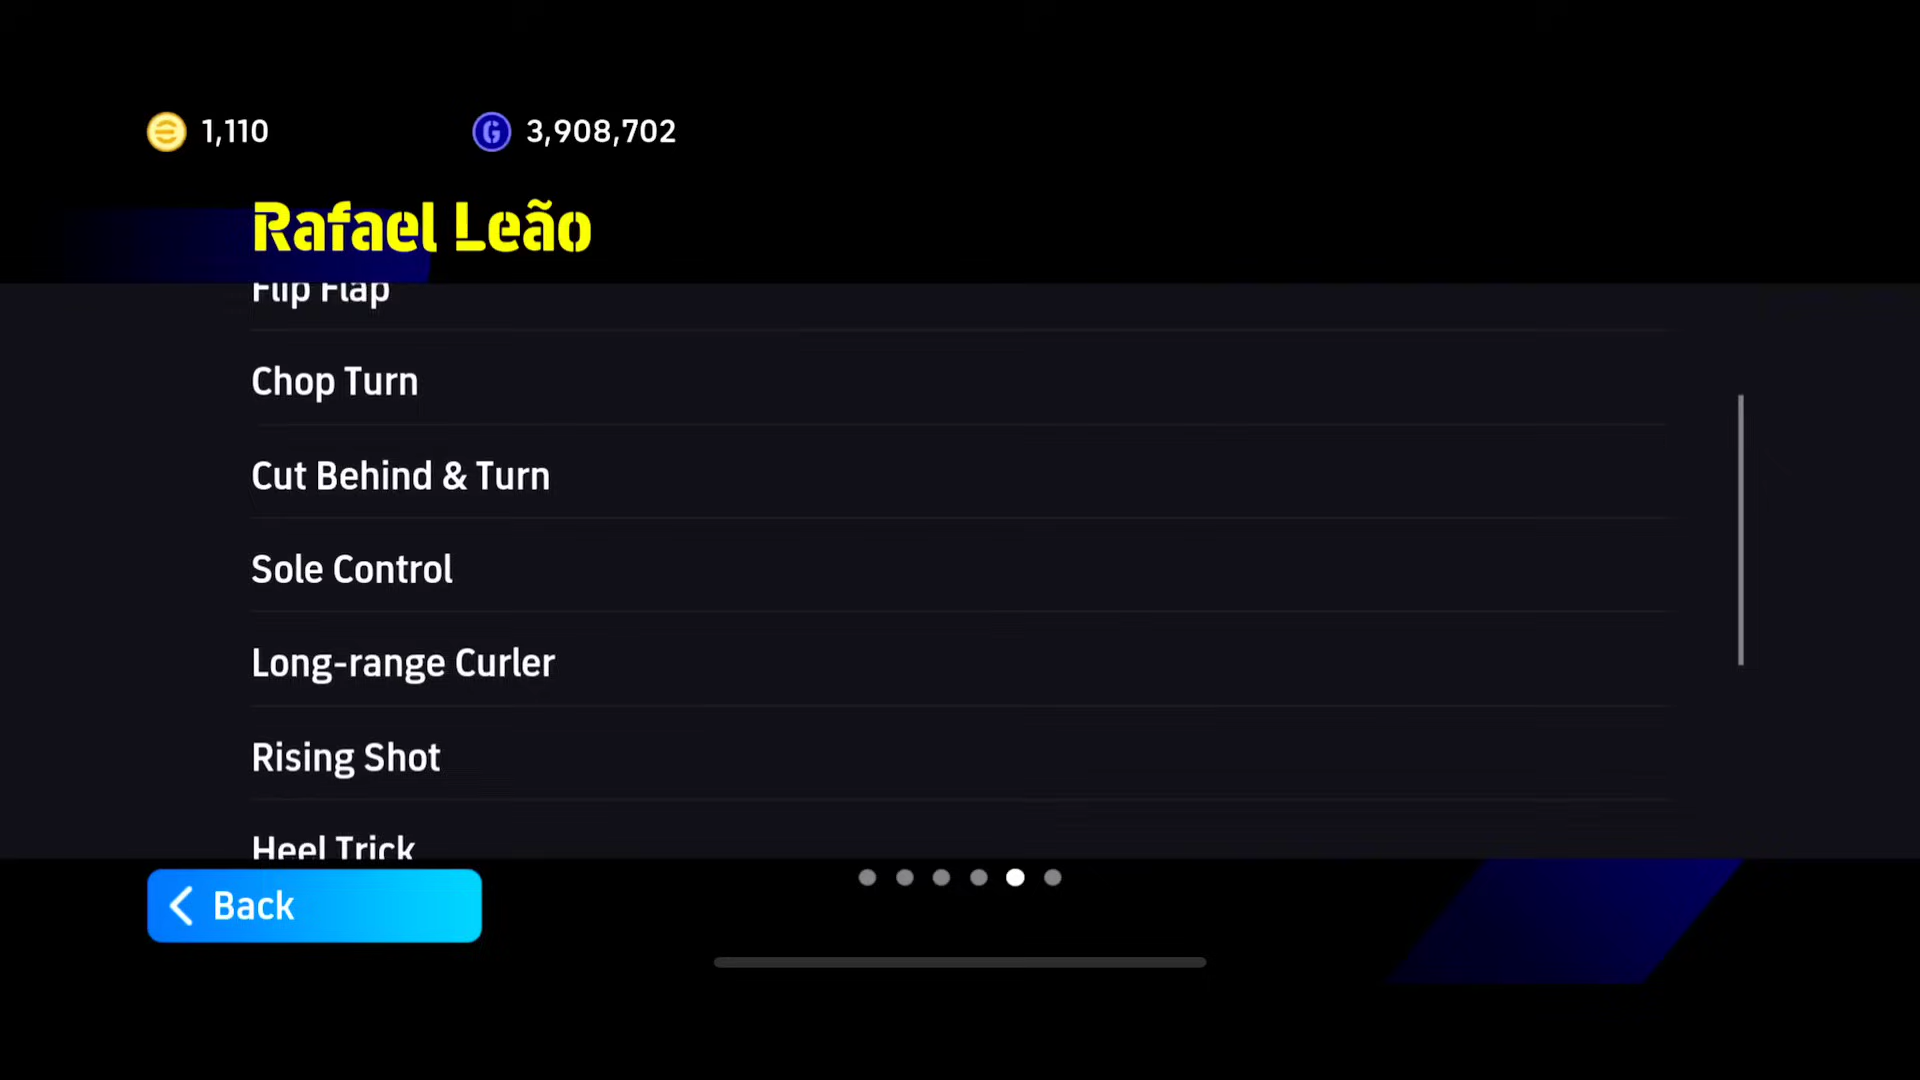 1,110
3,908,702
Rafael Leão
Flip Flap
Chop Turn
Cut Behind & Turn
Sole Control
Long-range Curler
Rising Shot
Heel Trick
Back